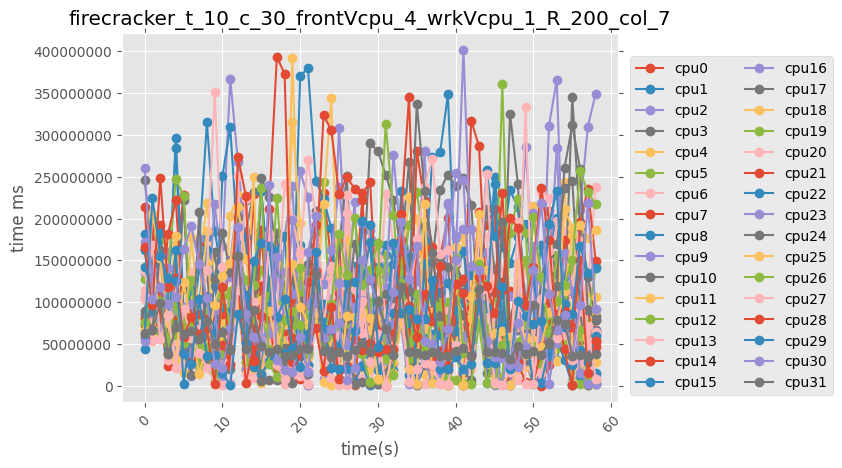 firecracker_t_10_c_30_frontVcpu_4_wrkVcpu_1_R_200_col_7
400000000
350000000
300000000
250000000
200000000
150000000
100000000
50000000
0
time ms
0 10 20 30 40 50 60
time(s)
cpu0 cpu16
cpu1 cpu17
cpu2 cpu18
cpu3 cpu19
cpu4 cpu20
cpu5 cpu21
cpu6 cpu22
cpu7 cpu23
cpu8 cpu24
cpu9 cpu25
cpu10 cpu26
cpu11 cpu27
cpu12 cpu28
cpu13 cpu29
cpu14 cpu30
cpu15 cpu31